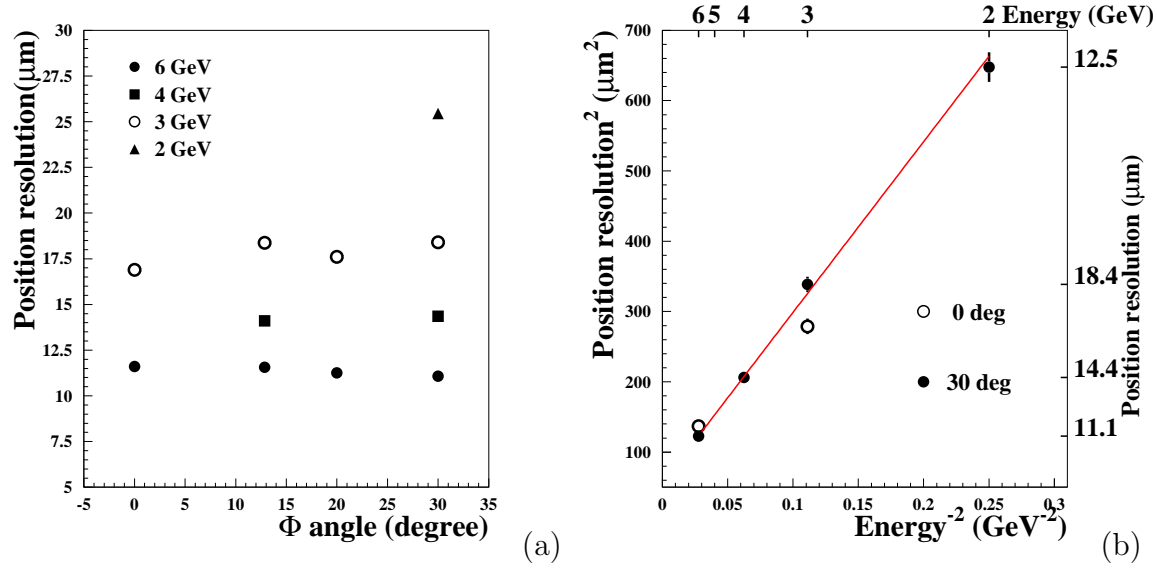 30
27.5
25
22.5
20
17.5
15
12.5
10
7.5
5
-5 0 5 10 15 20 25 30 35
Position resolution(μm)
Φ angle (degree)
6 GeV
4 GeV
3 GeV
2 GeV
(a)
6 5 4 3 2 Energy (GeV)
700
600
500
400
300
200
100
0 0.05 0.1 0.15 0.2 0.25 0.3
Position resolution² (μm²)
Energy⁻² (GeV⁻²)
0 deg
30 deg
12.5
18.4
14.4
11.1
Position resolution (μm)
(b)